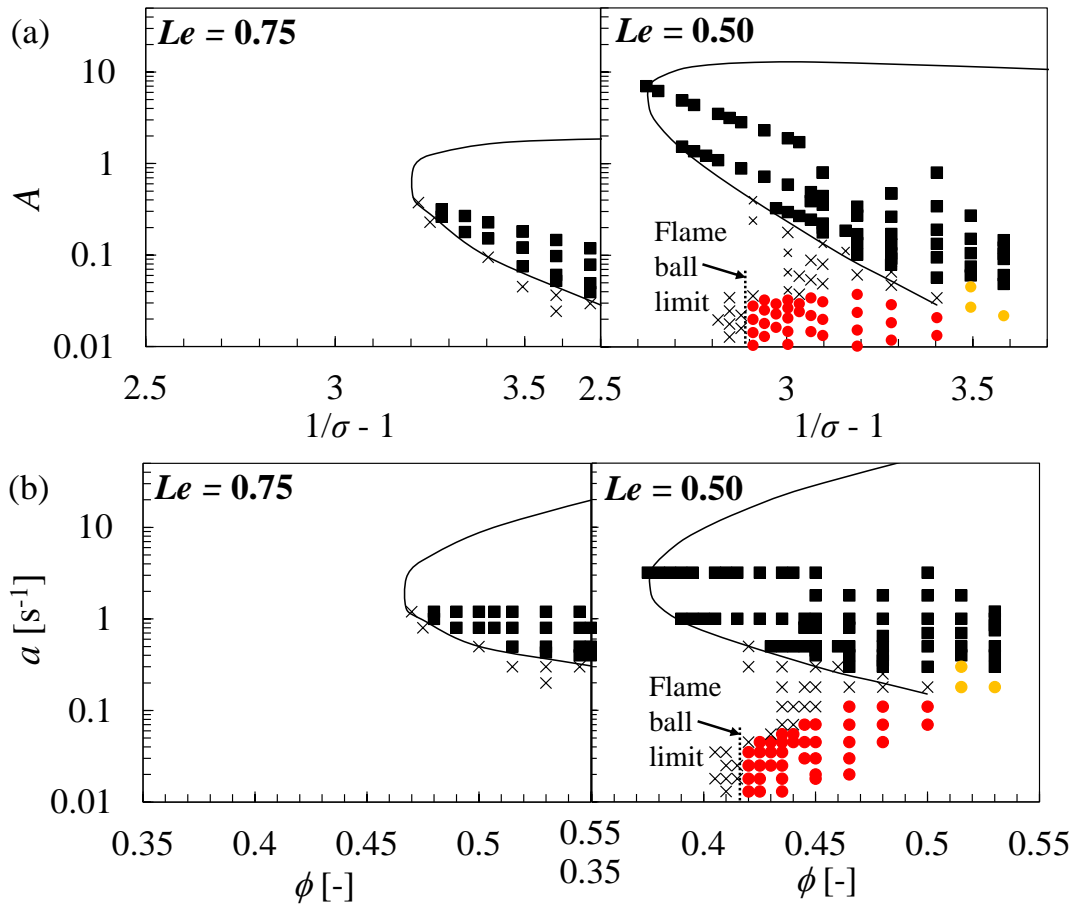 (a)
Le = 0.75
Le = 0.50
10
1
0.1
0.01
A
Flame
ball
limit
2.5
3
3.5
2.5
3
3.5
1/σ - 1
1/σ - 1
(b)
Le = 0.75
Le = 0.50
10
1
0.1
0.01
a [s-1]
Flame
ball
limit
0.35
0.4
0.45
0.5
0.55
0.35
0.4
0.45
0.5
0.55
ϕ [-]
ϕ [-]